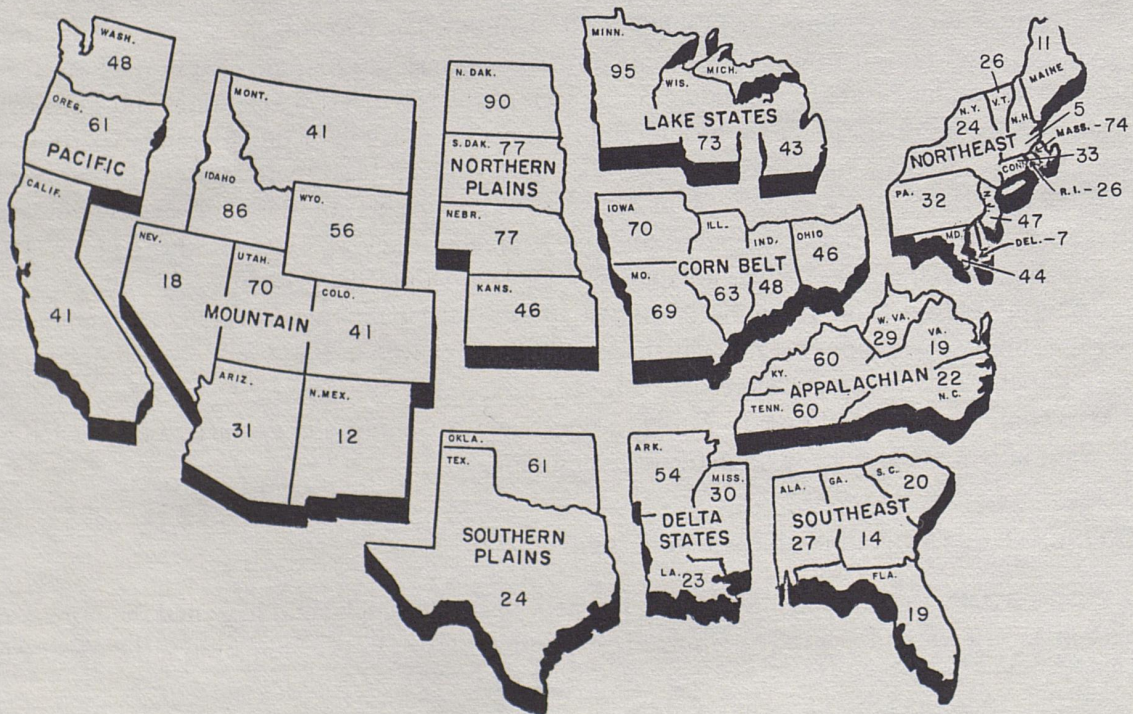 WASH.
48
OREG.
61
PACIFIC
CALIF.
41
MONT.
41
IDAHO
86
WYO.
56
NEV.
18
UTAH.
70
COLO.
41
MOUNTAIN
ARIZ.
31
N.MEX.
12
N. DAK.
90
S. DAK. 77
NORTHERN
PLAINS
NEBR.
77
KANS.
46
MINN.
95
WIS.
MICH.
LAKE STATES
73
43
IOWA
70
ILL.
IND,
OHIO
46
CORN BELT
MO.
69
63
48
11
MAINE
26
N.Y.
V.T.
N.H.
24
5
MASS.-74
NORTHEAST
CONN.
33
R.I.-26
PA.
32
N.J.
47
MD.
DEL.-7
44
W. VA.
29
VA.
19
KY.
60
APPALACHIAN
22
N.C.
TENN. 60
OKLA.
61
TEX.
SOUTHERN
PLAINS
24
ARK.
54
MISS.
30
DELTA
STATES
LA. 23
ALA.
GA.
S.C.
20
SOUTHEAST
27
14
FLA.
19